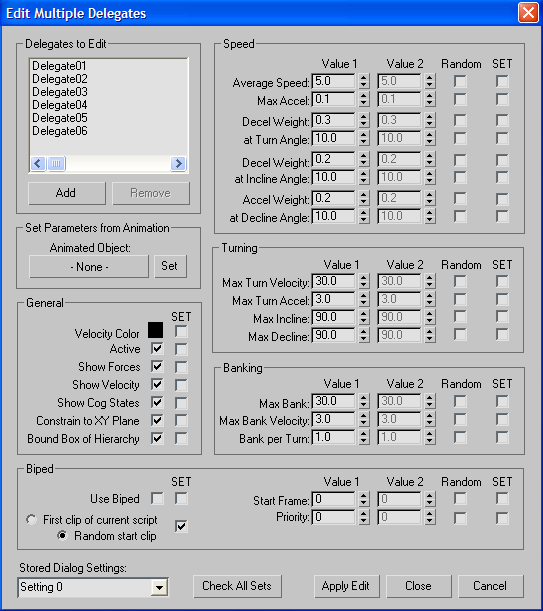 Edit Multiple Delegates
Delegates to Edit
Delegate01
Delegate02
Delegate03
Delegate04
Delegate05
Delegate06
Add Remove
Set Parameters from Animation
Animated Object:
- None - Set
General
SET
Velocity Color
Active
Show Forces
Show Velocity
Show Cog States
Constrain to XY Plane
Bound Box of Hierarchy
Speed
Value 1 Value 2 Random SET
Average Speed: 5.0 5.0
Max Accel: 0.1 0.1
Decel Weight: 0.3 0.3
at Turn Angle: 10.0 10.0
Decel Weight: 0.2 0.2
at Incline Angle: 10.0 10.0
Accel Weight: 0.2 0.2
at Decline Angle: 10.0 10.0
Turning
Value 1 Value 2 Random SET
Max Turn Velocity: 30.0 30.0
Max Turn Accel: 3.0 3.0
Max Incline: 90.0 90.0
Max Decline: 90.0 90.0
Banking
Value 1 Value 2 Random SET
Max Bank: 30.0 30.0
Max Bank Velocity: 3.0 3.0
Bank per Turn: 1.0 1.0
Biped
SET
Use Biped
First clip of current script
Random start clip
Value 1 Value 2 Random SET
Start Frame: 0 0
Priority: 0 0
Stored Dialog Settings:
Setting 0
Check All Sets Apply Edit Close Cancel